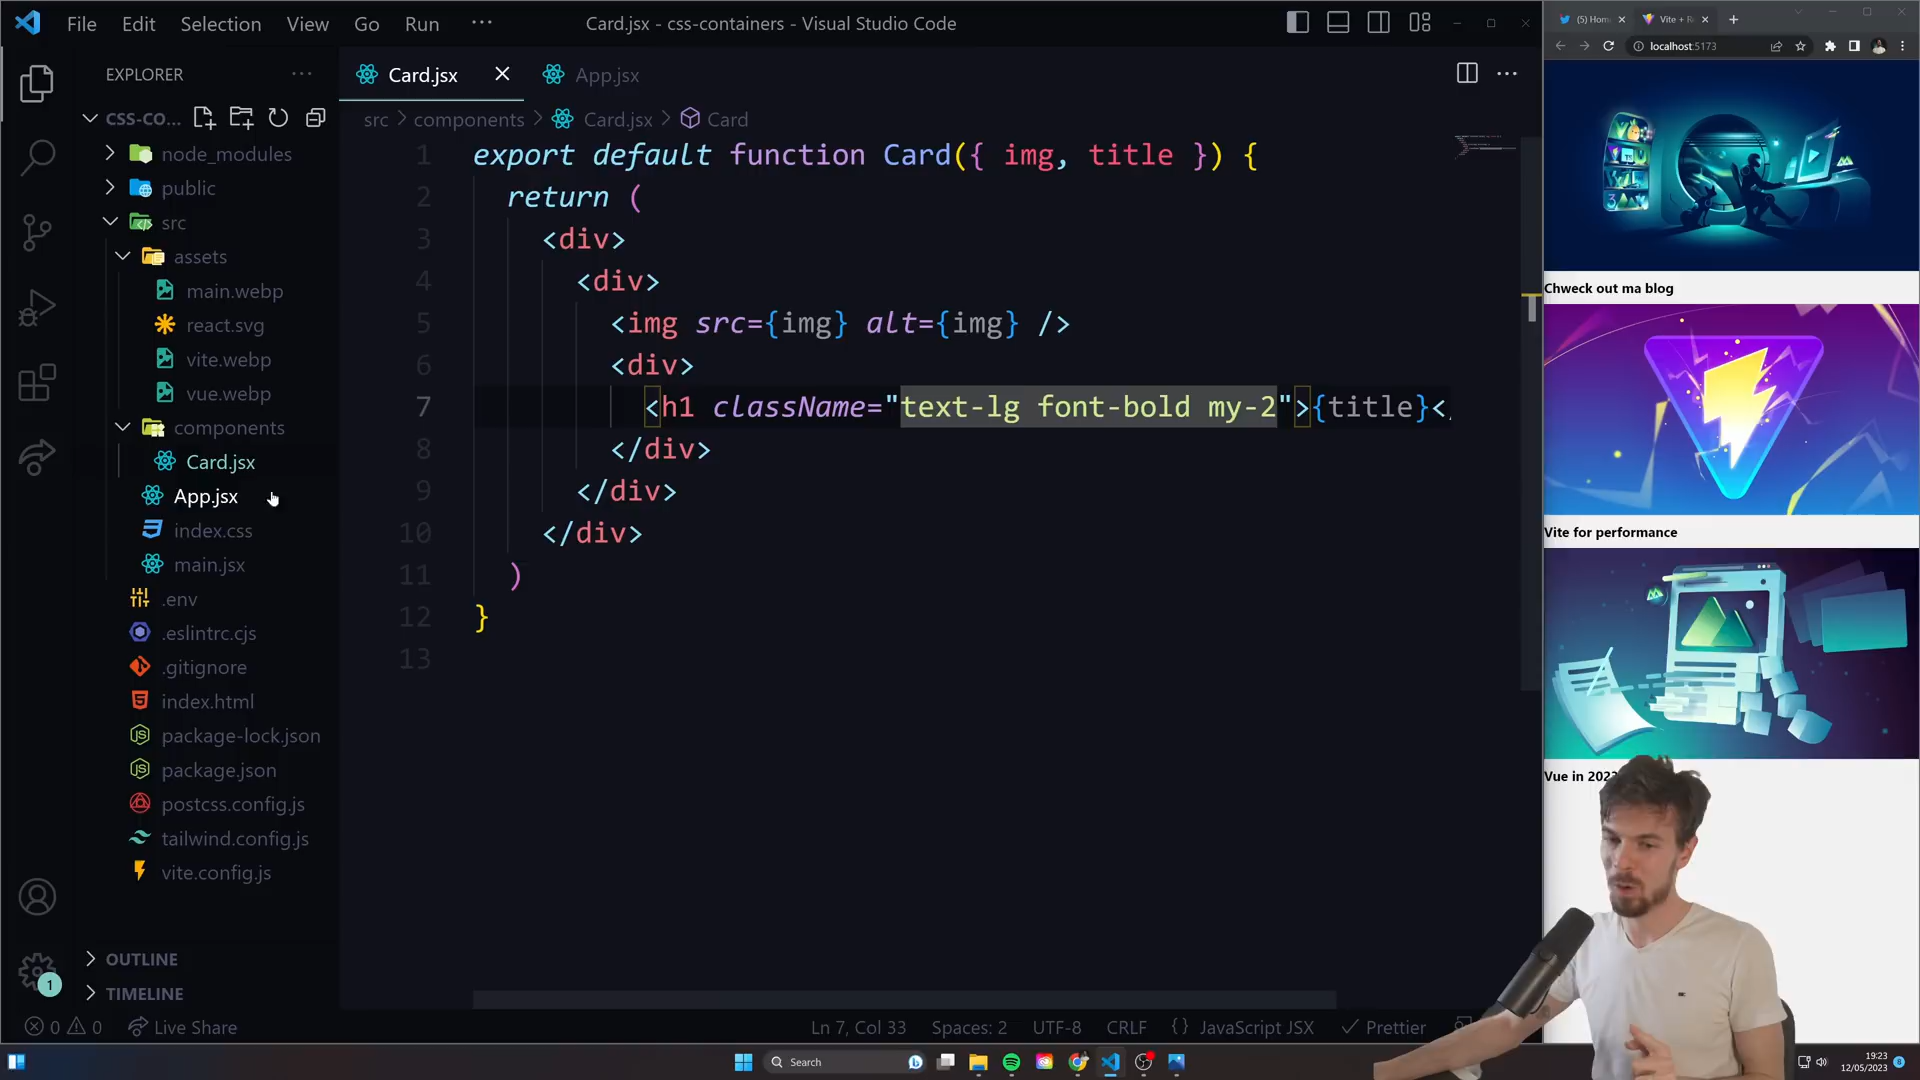 File Edit Selection View Go Run ··· Card.jsx - css-containers - Visual Studio Code
EXPLORER ···
CSS-CO...
node_modules
public
src
assets
main.webp
react.svg
vite.webp
vue.webp
components
Card.jsx
App.jsx
index.css
main.jsx
.env
.eslintrc.cjs
.gitignore
index.html
package-lock.json
package.json
postcss.config.js
tailwind.config.js
vite.config.js
OUTLINE
TIMELINE
1
Card.jsx App.jsx ···
src > components > Card.jsx > Card
1 export default function Card({ img, title }) {
2 return (
3 <div>
4 <div>
5 <img src={img} alt={img} />
6 <div>
7 <h1 className="text-lg font-bold my-2">{title}<
8 </div>
9 </div>
10 </div>
11 )
12 }
13
0 0 Live Share Ln 7, Col 33 Spaces: 2 UTF-8 CRLF {} JavaScript JSX Prettier
(5) Hom Vite + R
localhost:5173
Chweck out ma blog
Vite for performance
Vue in 202
Search
19:23
12/05/2023